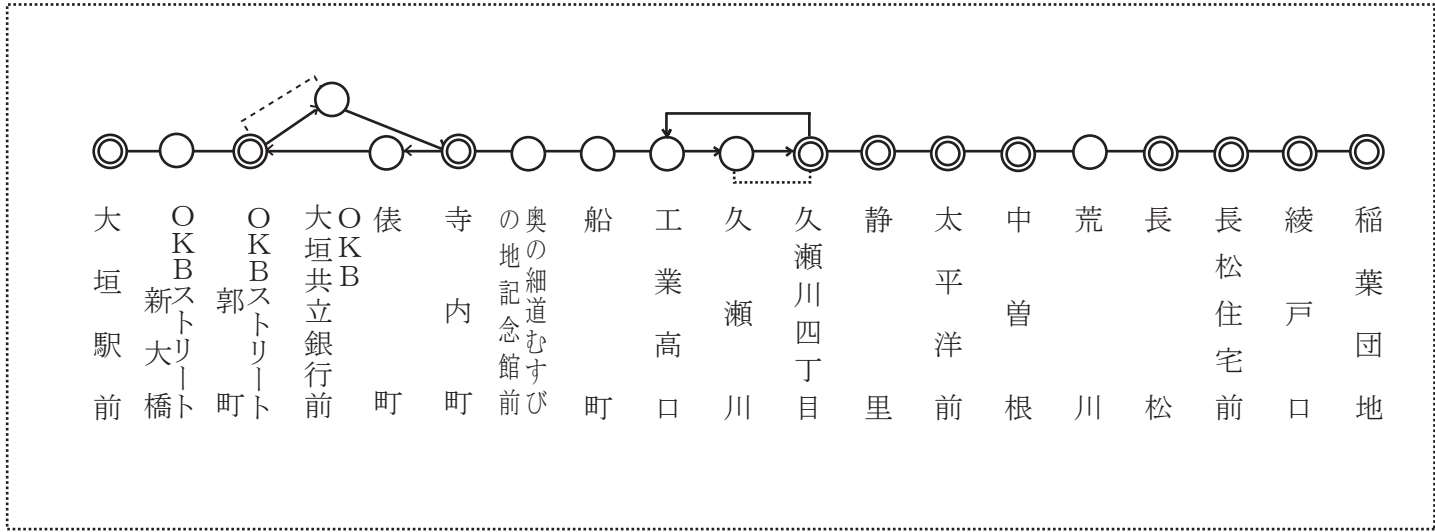 大垣駅前
OKBストリート
新大橋
OKBストリート
郭町
OKB
大垣共立銀行前
俵町
寺内町
奥の細道むすび
の地記念館前
船町
工業高口
久瀬川
久瀬川四丁目
静里
太平洋前
中曽根
荒川
長松
長松住宅前
綾戸口
稲葉団地